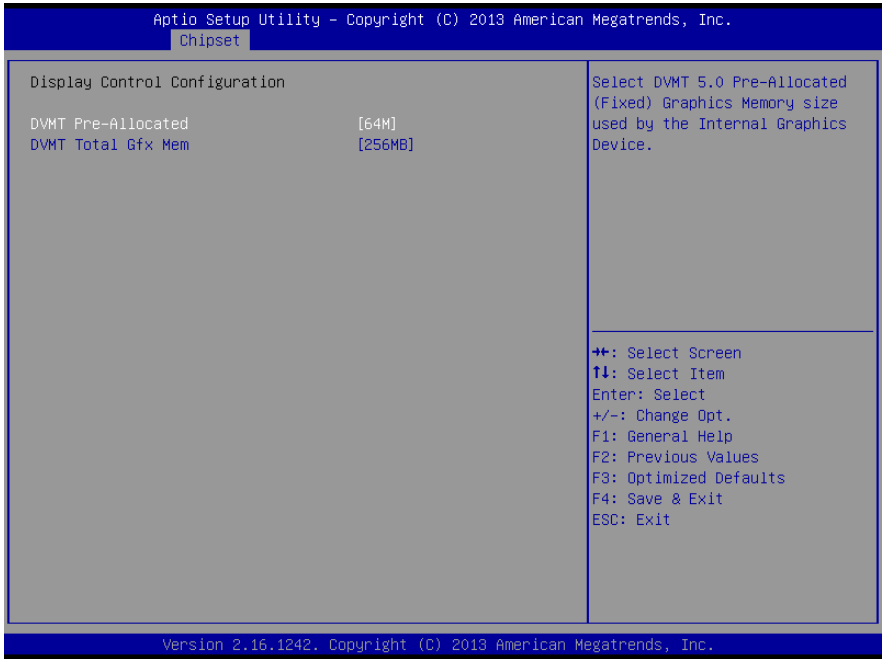 Aptio Setup Utility – Copyright (C) 2013 American Megatrends, Inc.
Chipset
Display Control Configuration
DVMT Pre-Allocated [64M]
DVMT Total Gfx Mem [256MB]
Select DVMT 5.0 Pre-Allocated
(Fixed) Graphics Memory size
used by the Internal Graphics
Device.
→←: Select Screen
↑↓: Select Item
Enter: Select
+/-: Change Opt.
F1: General Help
F2: Previous Values
F3: Optimized Defaults
F4: Save & Exit
ESC: Exit
Version 2.16.1242. Copyright (C) 2013 American Megatrends, Inc.